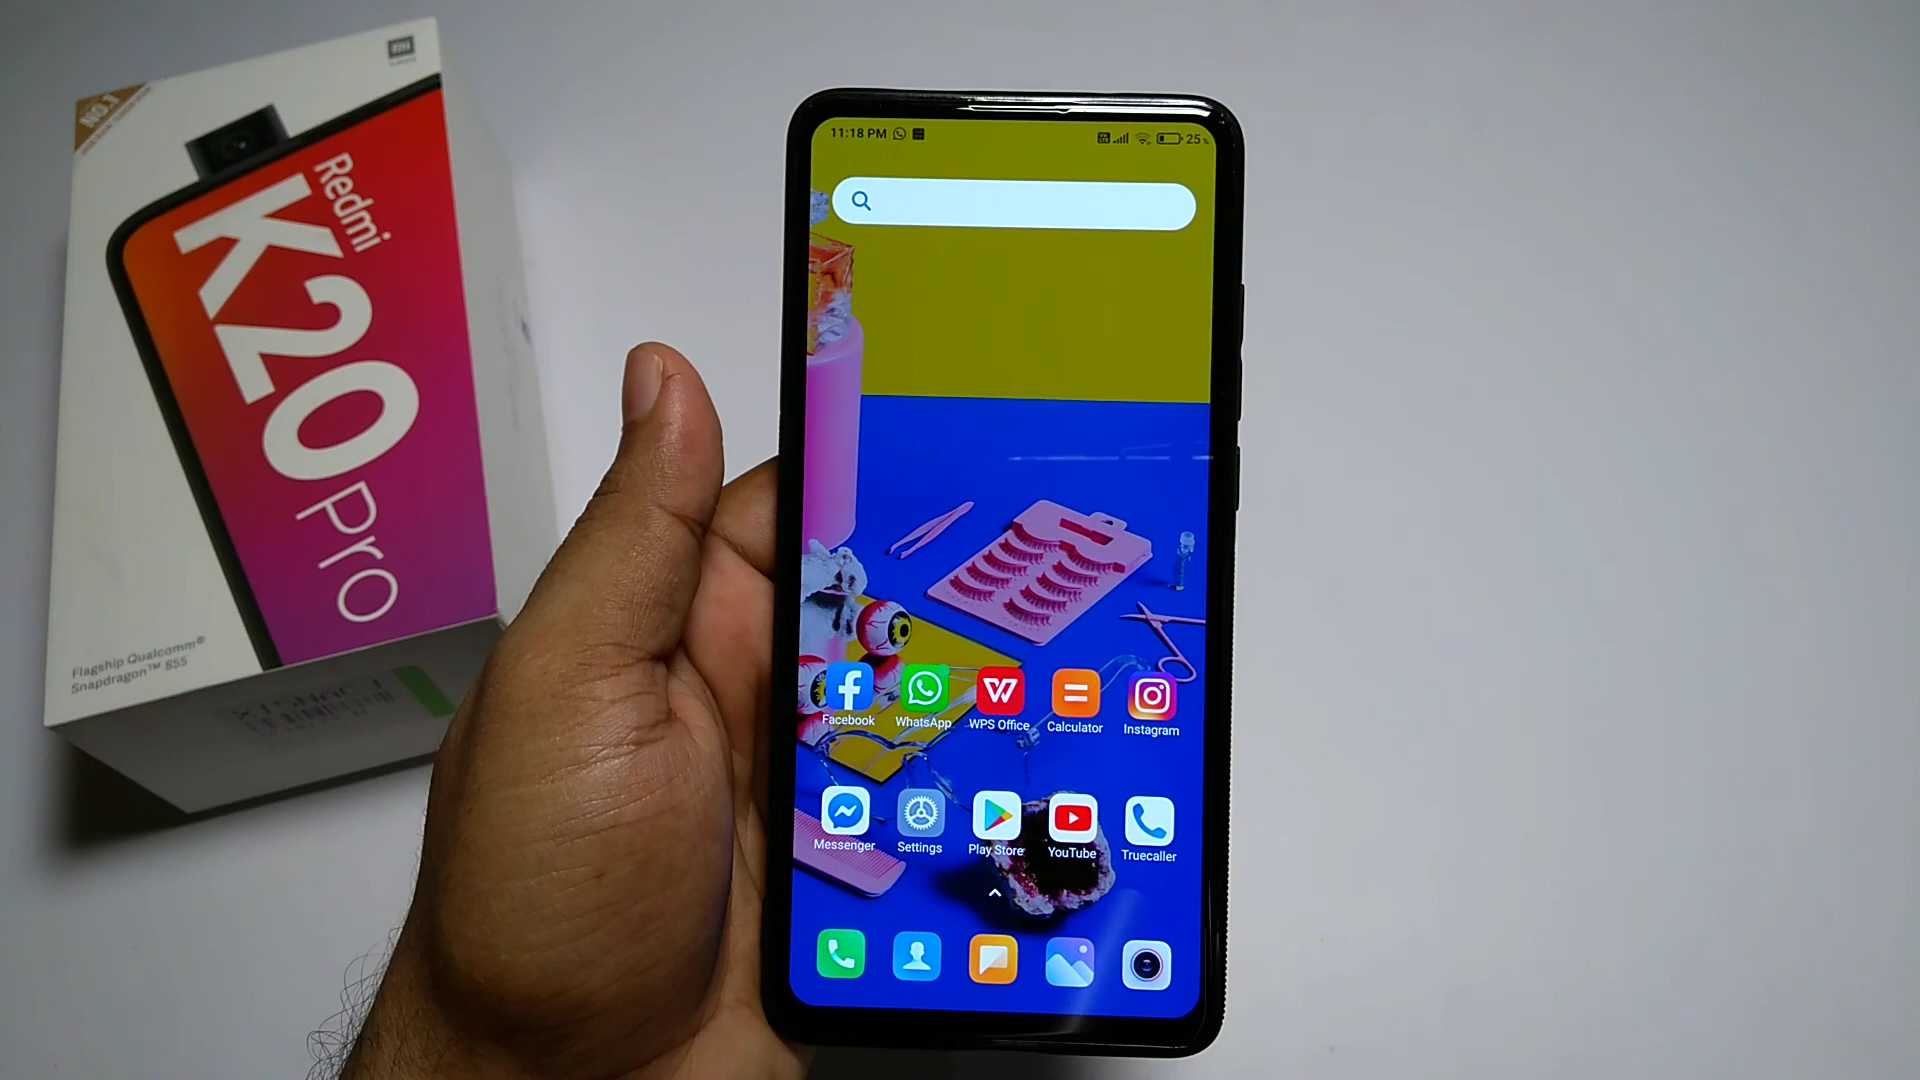 Redmi
K20 Pro
Flagship Qualcomm®
Snapdragon™ 855
11:18 PM
25
Facebook
WhatsApp
WPS Office
Calculator
Instagram
Messenger
Settings
Play Store
YouTube
Truecaller